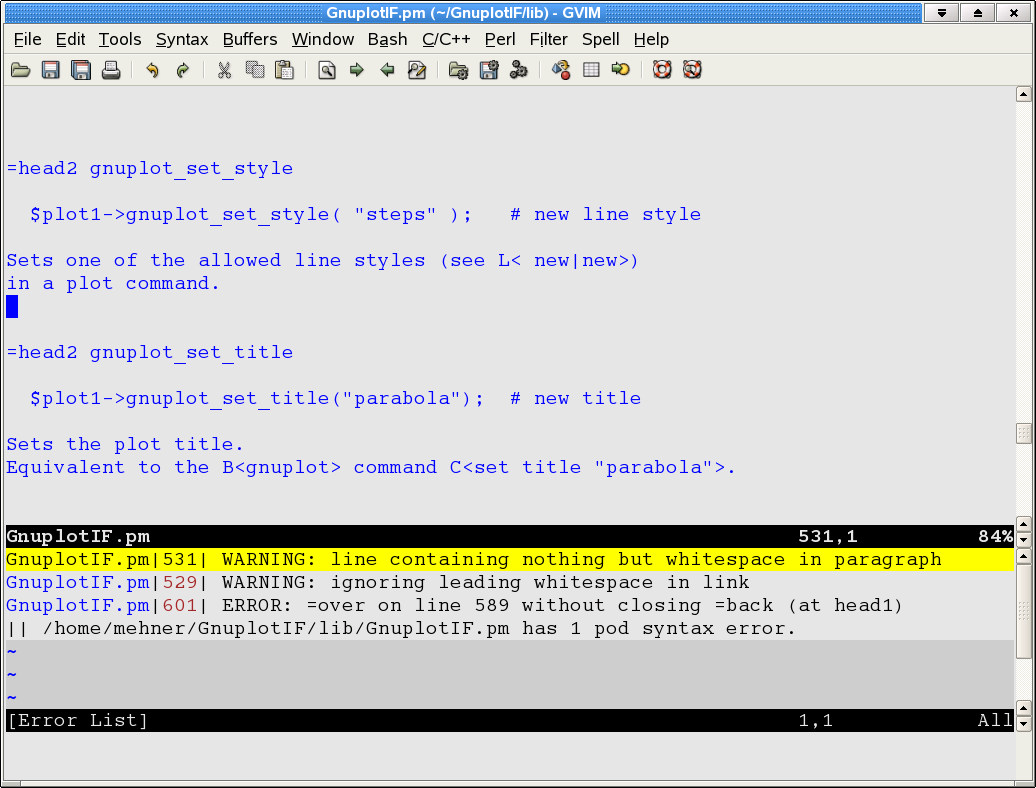 GnuplotIF.pm (~/GnuplotIF/lib) - GVIM
File Edit Tools Syntax Buffers Window Bash C/C++ Perl Filter Spell Help
=head2 gnuplot_set_style
  $plot1->gnuplot_set_style( "steps" );   # new line style
Sets one of the allowed line styles (see L< new|new>)
in a plot command.
=head2 gnuplot_set_title
  $plot1->gnuplot_set_title("parabola");  # new title
Sets the plot title.
Equivalent to the B<gnuplot> command C<set title "parabola">.
GnuplotIF.pm 531,1 84%
GnuplotIF.pm|531| WARNING: line containing nothing but whitespace in paragraph
GnuplotIF.pm|529| WARNING: ignoring leading whitespace in link
GnuplotIF.pm|601| ERROR: =over on line 589 without closing =back (at head1)
|| /home/mehner/GnuplotIF/lib/GnuplotIF.pm has 1 pod syntax error.
~
~
~
[Error List] 1,1 All